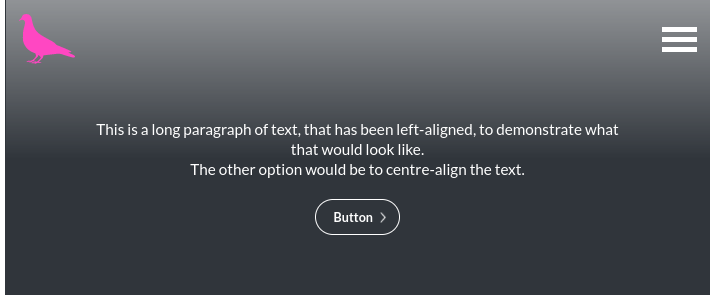 This is a long paragraph of text, that has been left-aligned, to demonstrate what
that would look like.
The other option would be to centre-align the text.
Button